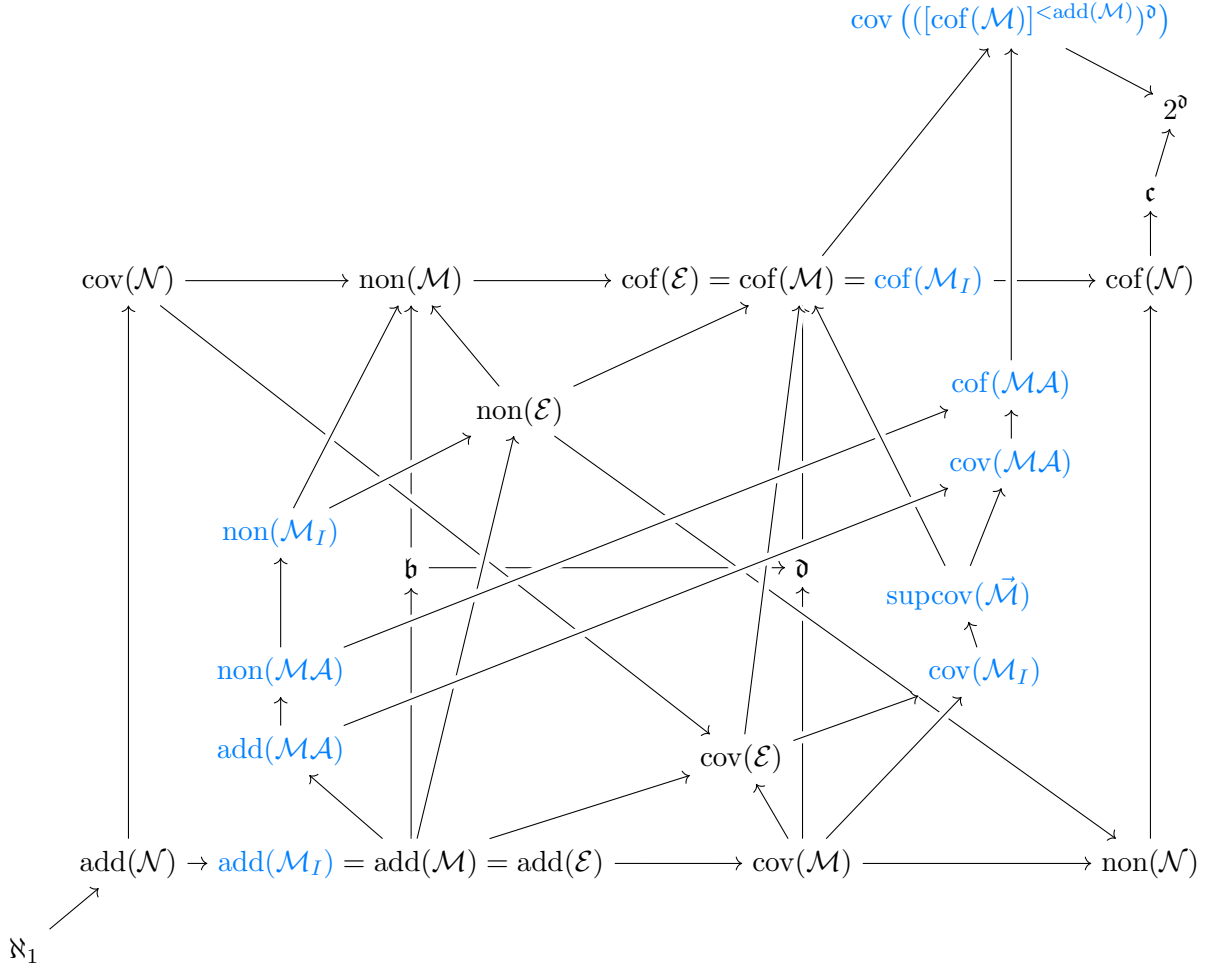 cov (([cof(ℳ)]^{<add(ℳ)})^𝔡)
2^𝔡
𝔠
cov(𝒩) non(ℳ) cof(ℰ) = cof(ℳ) = cof(ℳ_I) cof(𝒩)
cof(ℳ𝒜)
non(ℰ)
cov(ℳ𝒜)
non(ℳ_I)
𝔟 𝔡
supcov(ℳ⃗)
non(ℳ𝒜) cov(ℳ_I)
add(ℳ𝒜) cov(ℰ)
add(𝒩) → add(ℳ_I) = add(ℳ) = add(ℰ) cov(ℳ) non(𝒩)
ℵ₁